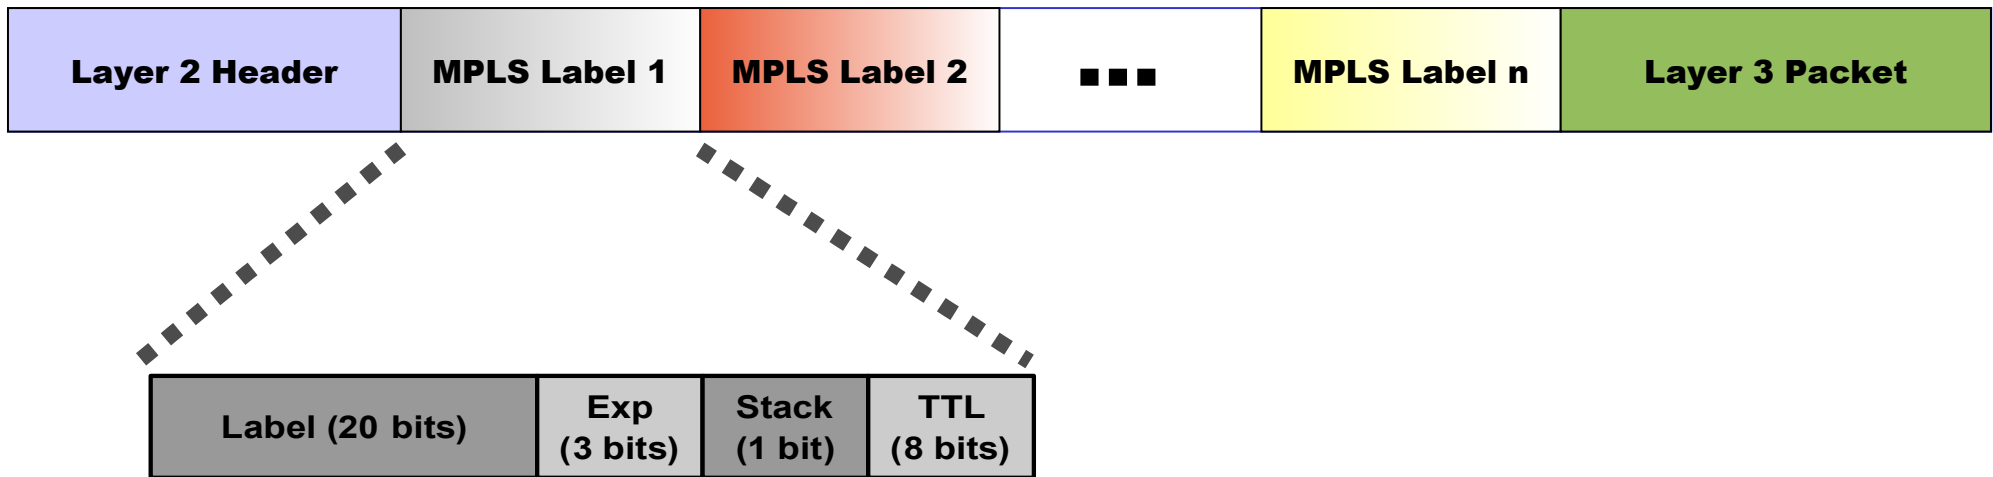 Layer 2 Header
MPLS Label 1
MPLS Label 2
...
MPLS Label n
Layer 3 Packet
Label (20 bits)
Exp
(3 bits)
Stack
(1 bit)
TTL
(8 bits)